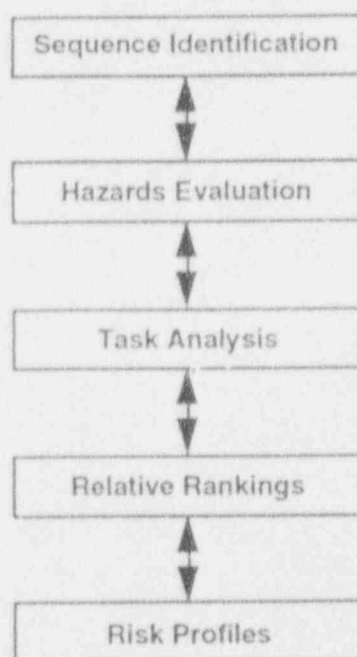 Sequence Identification
Hazards Evaluation
Task Analysis
Relative Rankings
Risk Profiles